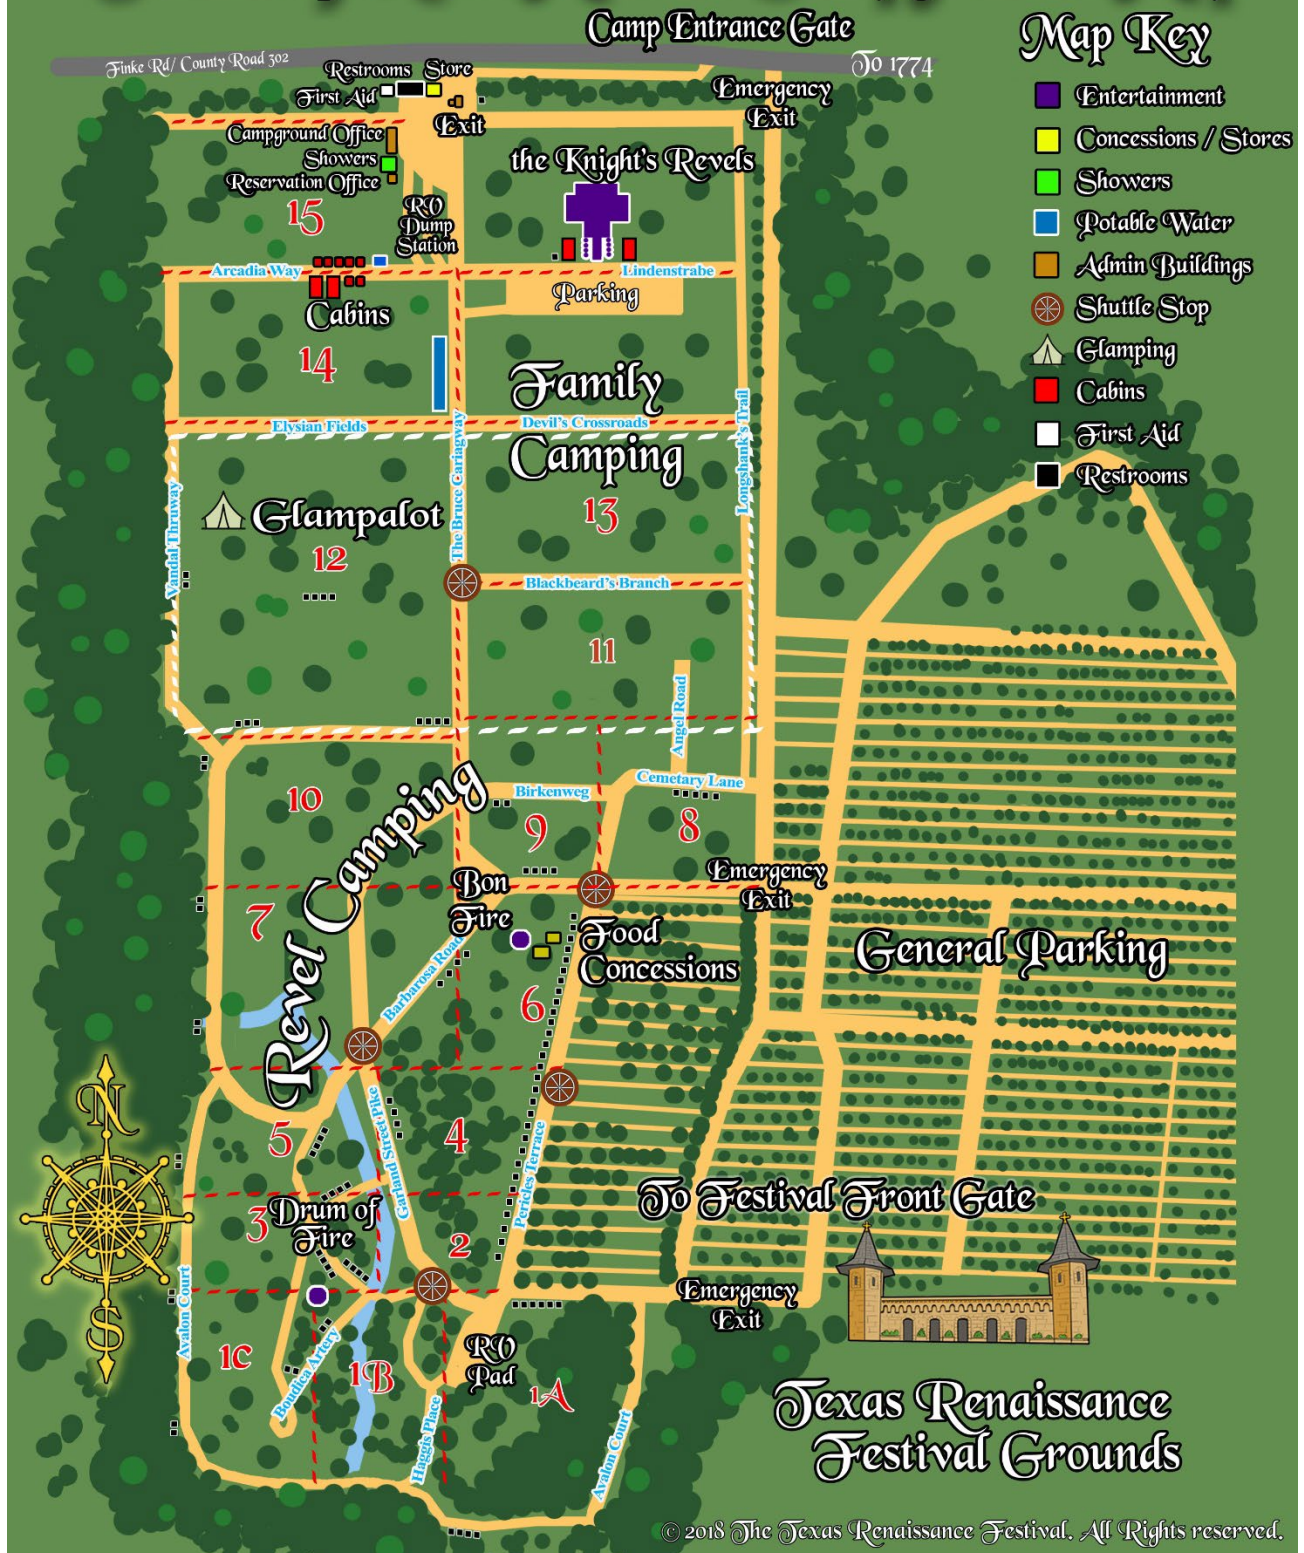 Camp Entrance Gate
Map Key
Finke Rd/ County Road 302
To 1774
Restrooms Store
First Aid
Exit
Emergency
Exit
Entertainment
Concessions / Stores
Showers
Potable Water
Admin Buildings
Shuttle Stop
Glamping
Cabins
First Aid
Restrooms
Campground Office
Showers
Reservation Office
15
RV
Dump
Station
the Knight's Revels
Arcadia Way
Lindenstrabe
Parking
Cabins
14
Family
Camping
13
Elysian Fields
Devil's Crossroads
The Bruce Cariagway
Longshank's Trail
Vandal Thruway
Glampalot
12
Blackbeard's Branch
11
Angel Road
Cemetary Lane
Birkenweg
10
9
8
Revel Camping
7
Bon
Fire
Emergency
Exit
Food
Concessions
General Parking
Barbarosa Road
6
5
4
Garland Street Pike
Pericles Terrace
N
S
3
Drum of
Fire
2
To Festival Front Gate
Emergency
Exit
Avalon Court
1C
Boudica Artery
1B
RV
Pad
1A
Haggis Place
Avalon Court
Texas Renaissance
Festival Grounds
© 2018 The Texas Renaissance Festival. All Rights reserved.